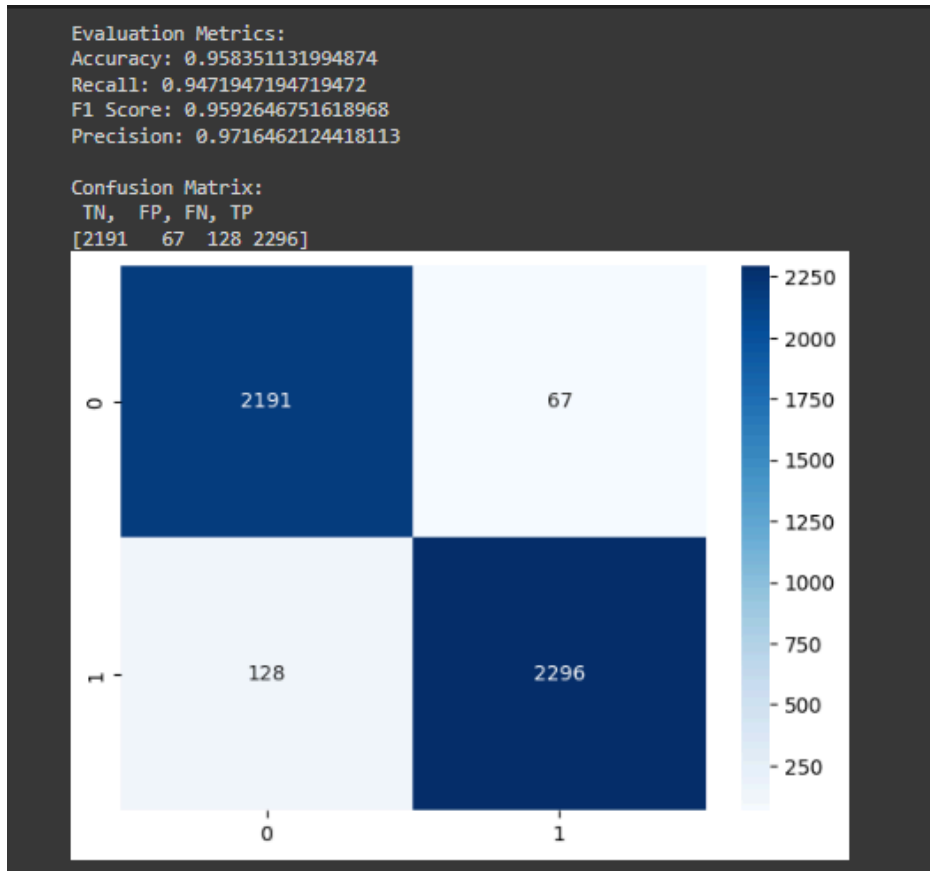 Evaluation Metrics:
Accuracy: 0.958351131994874
Recall: 0.9471947194719472
F1 Score: 0.9592646751618968
Precision: 0.9716462124418113
Confusion Matrix:
TN,  FP, FN, TP
[2191   67  128 2296]
2250
2000
1750
1500
1250
1000
750
500
250
0
2191
67
1
128
2296
0
1